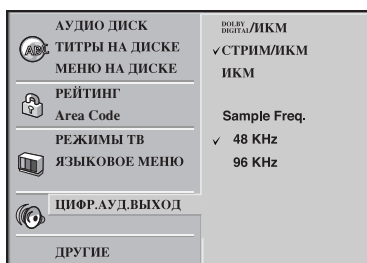 АУДИО ДИСК
ABC ТИТРЫ НА ДИСКЕ
МЕНЮ НА ДИСКЕ
РЕЙТИНГ
Area Code
РЕЖИМЫ ТВ
ЯЗЫКОВОЕ МЕНЮ
ЦИФР.АУД.ВЫХОД
ДРУГИЕ
DOLBY DIGITAL/ИКМ
✓СТРИМ/ИКМ
ИКМ
Sample Freq.
✓ 48 KHz
96 KHz